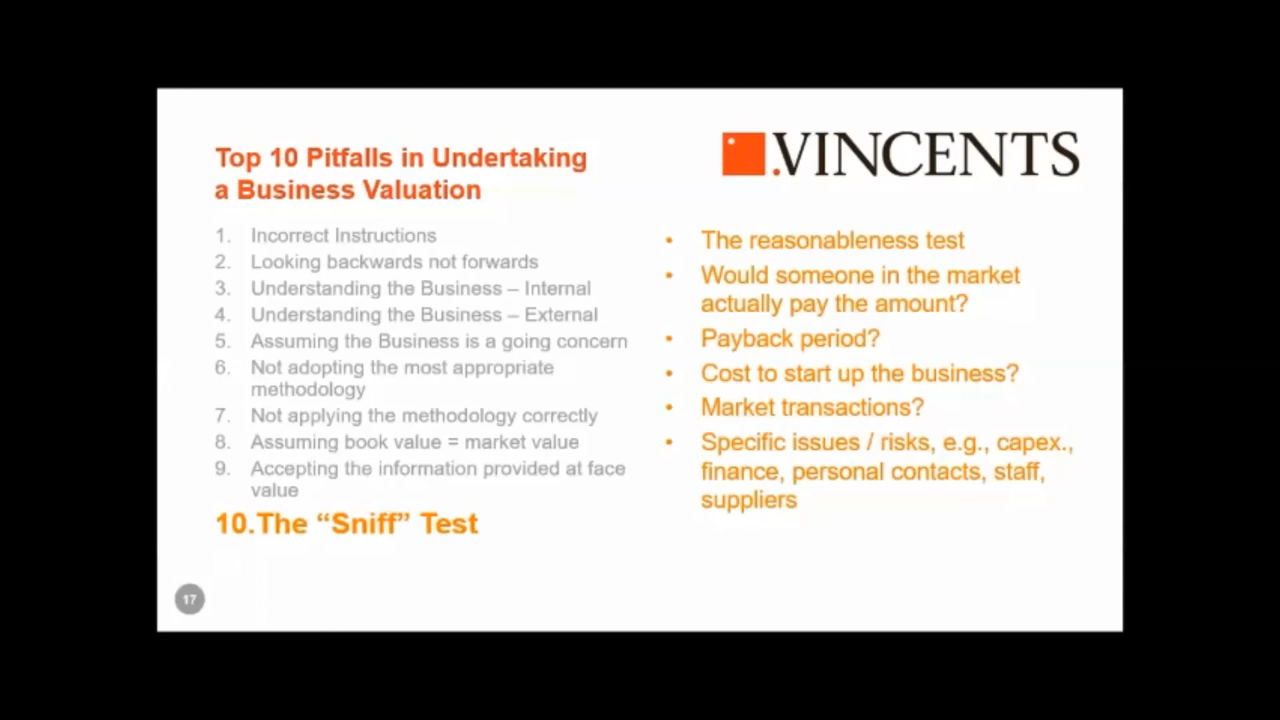 Top 10 Pitfalls in Undertaking
a Business Valuation
.VINCENTS
1. Incorrect Instructions
2. Looking backwards not forwards
3. Understanding the Business – Internal
4. Understanding the Business – External
5. Assuming the Business is a going concern
6. Not adopting the most appropriate
methodology
7. Not applying the methodology correctly
8. Assuming book value = market value
9. Accepting the information provided at face
value
10.The “Sniff” Test
• The reasonableness test
• Would someone in the market
actually pay the amount?
• Payback period?
• Cost to start up the business?
• Market transactions?
• Specific issues / risks, e.g., capex.,
finance, personal contacts, staff,
suppliers
17